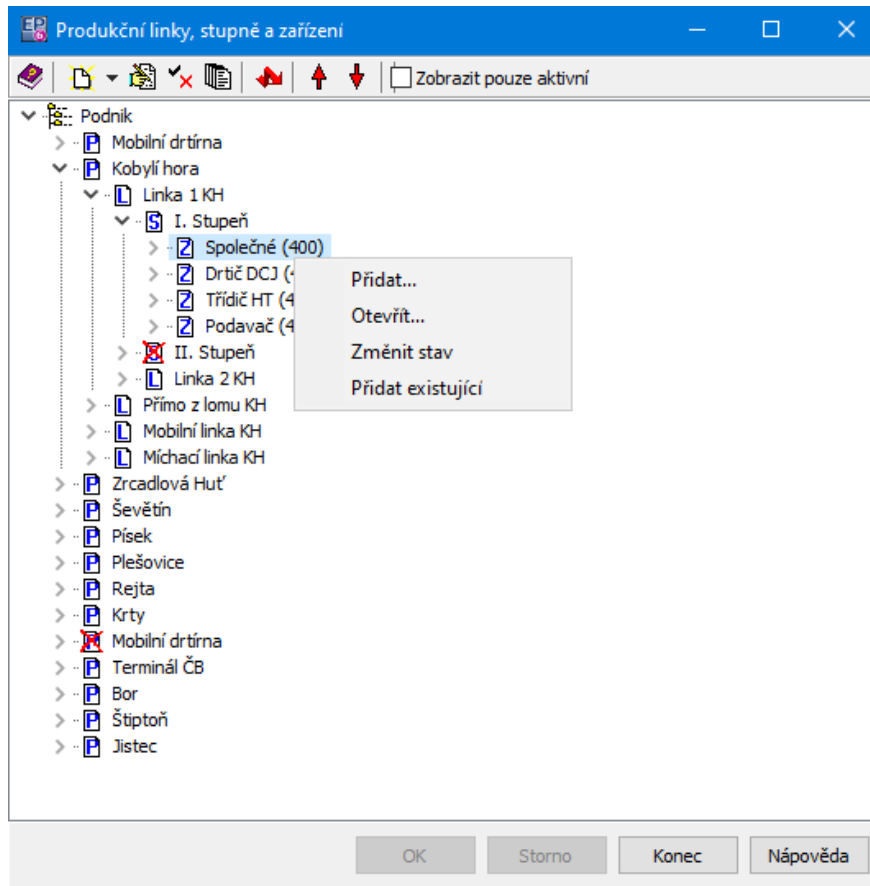 Produkční linky, stupně a zařízení
Zobrazit pouze aktivní
Podnik
Mobilní drtírna
Kobylí hora
Linka 1 KH
I. Stupeň
Společné (400)
Drtič DCJ (4
Třídič HT (4
Podavač (4
II. Stupeň
Linka 2 KH
Přímo z lomu KH
Mobilní linka KH
Míchací linka KH
Zrcadlová Huť
Ševětín
Písek
Plešovice
Rejta
Krty
Mobilní drtírna
Terminál ČB
Bor
Štiptoň
Jistec
Přidat...
Otevřít...
Změnit stav
Přidat existující
OK Storno Konec Nápověda